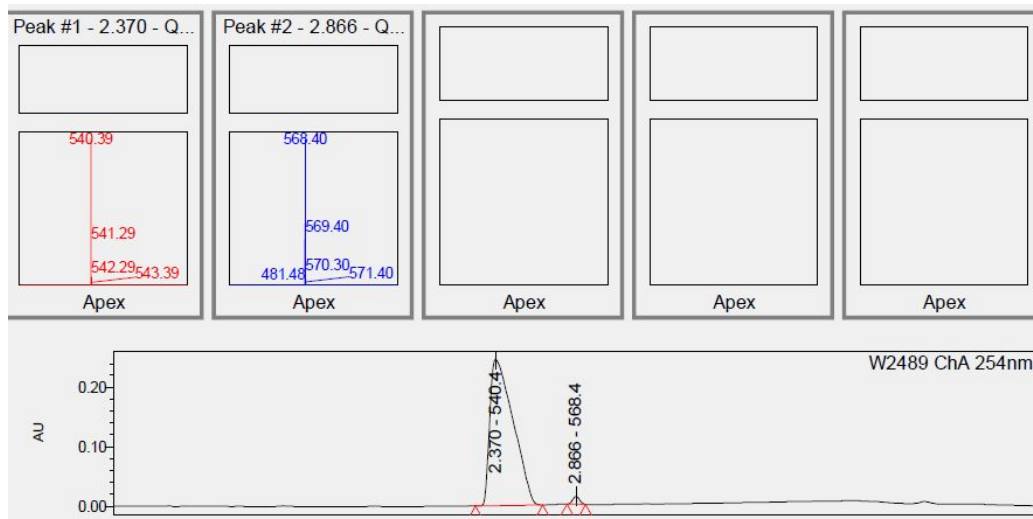 Peak #1 - 2.370 - Q...
Peak #2 - 2.866 - Q...
540.39
541.29
542.29
543.39
568.40
569.40
570.30
481.48
571.40
Apex
Apex
Apex
Apex
Apex
W2489 ChA 254nm
AU
0.20
0.10
0.00
2.370 - 540.4
2.866 - 568.4